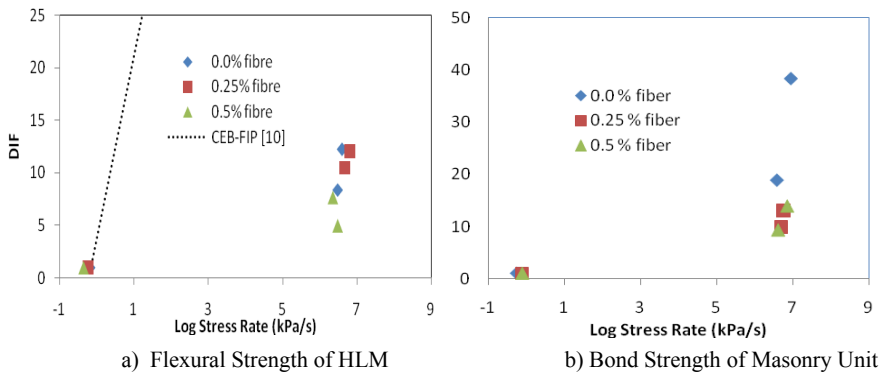 25
20
15
10
5
0
DIF
0.0% fibre
0.25% fibre
0.5% fibre
CEB-FIP [10]
-1 1 3 5 7 9
Log Stress Rate (kPa/s)
a) Flexural Strength of HLM
50
40
30
20
10
0
0.0% fiber
0.25 % fiber
0.5 % fiber
-1 1 3 5 7 9
Log Stress Rate (kPa/s)
b) Bond Strength of Masonry Unit